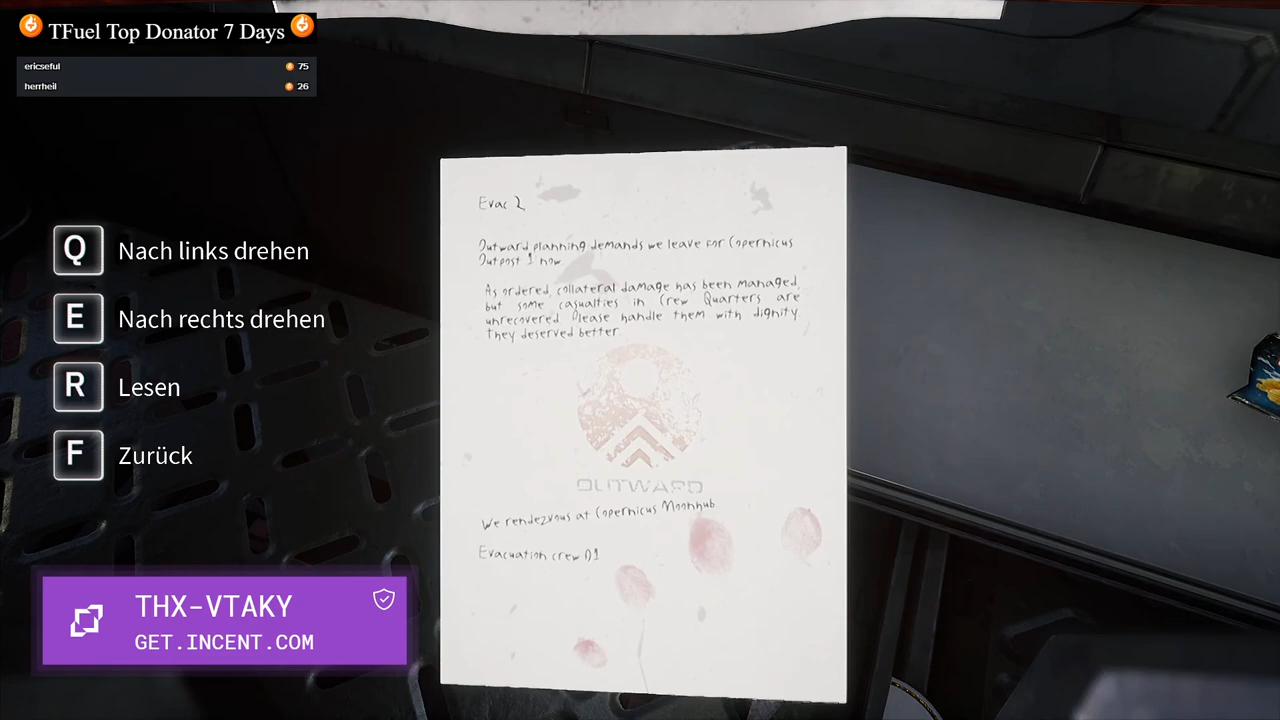 TFuel Top Donator 7 Days
ericseful 75
herrheil 26
Q Nach links drehen
E Nach rechts drehen
R Lesen
F Zurück
THX-VTAKY
GET.INCENT.COM
Evac 2
Outward planning demands we leave for Copernicus
Outpost 1 now
As ordered, collateral damage has been managed,
but some casualties in Crew Quarters are
unrecovered. Please handle them with dignity
They deserved better.
OUTWARD
We rendezvous at Copernicus Moonhub
Evacuation crew 01